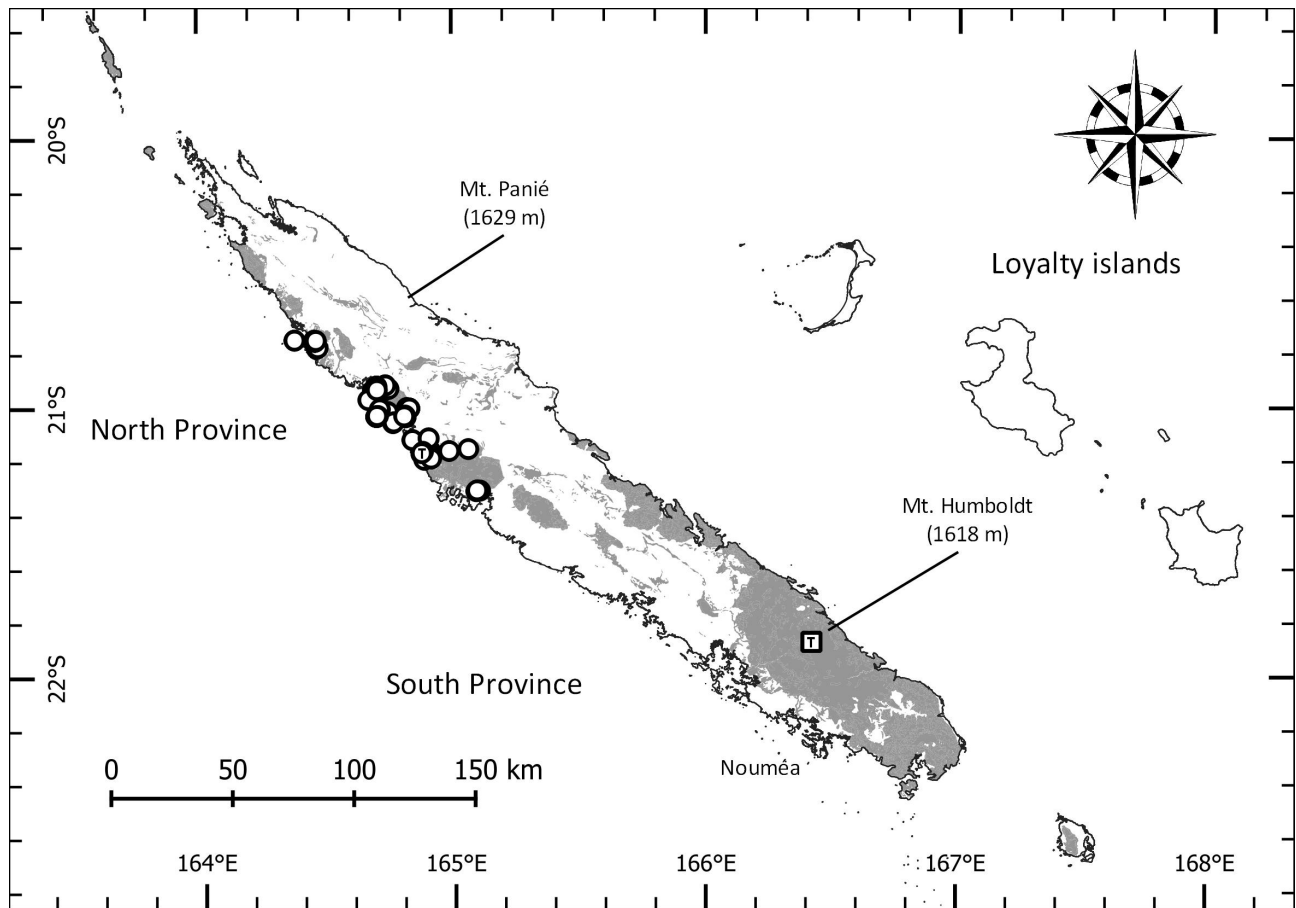 20°S
Mt. Panié
(1629 m)
Loyalty islands
21°S
North Province
T
Mt. Humboldt
(1618 m)
T
22°S
South Province
Nouméa
0 50 100 150 km
164°E 165°E 166°E 167°E 168°E